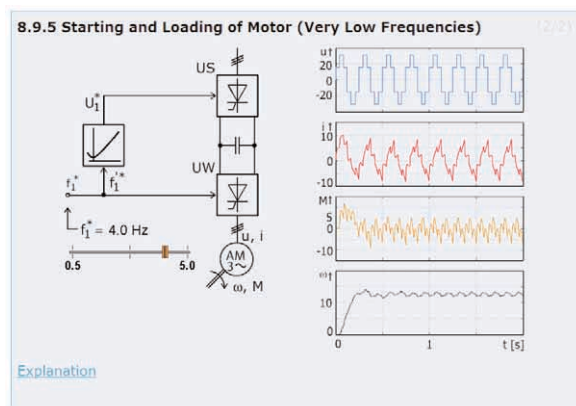 8.9.5 Starting and Loading of Motor (Very Low Frequencies)
(2/2)
US
U₁*
UW
f₁*
f₁'*
f₁* = 4.0 Hz
0.5
5.0
u, i
AM
3~
ω, M
u↑
20
0
-20
i↑
10
0
-10
M↑
5
0
-10
ω↑
10
0
0
1
t [s]
Explanation